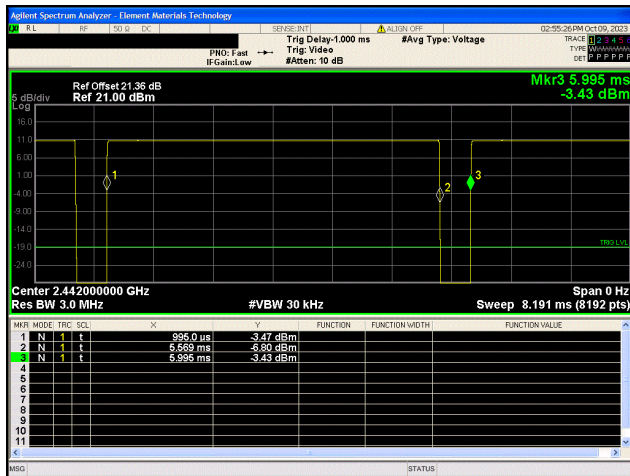 Agilent Spectrum Analyzer - Element Materials Technology
RL RF 50 Ω DC SENSE:INT ALIGN OFF 02:55:26 PM Oct 09, 2023
Trig Delay-1.000 ms #Avg Type: Voltage TRACE 1 2 3 4 5 6
PNO: Fast Trig: Video TYPE
IFGain:Low #Atten: 10 dB DET P P P P P P
Mkr3 5.995 ms
-3.43 dBm
Ref Offset 21.36 dB
5 dB/div Ref 21.00 dBm
Log
16.0
11.0
6.00
1.00
-4.00
-9.00
-14.0
-19.0
-24.0
1
2
3
TRIG LVL
Center 2.442000000 GHz Span 0 Hz
Res BW 3.0 MHz #VBW 30 kHz Sweep 8.191 ms (8192 pts)
MKR MODE TRC SCL X Y FUNCTION FUNCTION WIDTH FUNCTION VALUE
1 N 1 t 995.0 µs -3.47 dBm
2 N 1 t 5.569 ms -6.80 dBm
3 N 1 t 5.995 ms -3.43 dBm
4
5
6
7
8
9
10
11
MSG STATUS